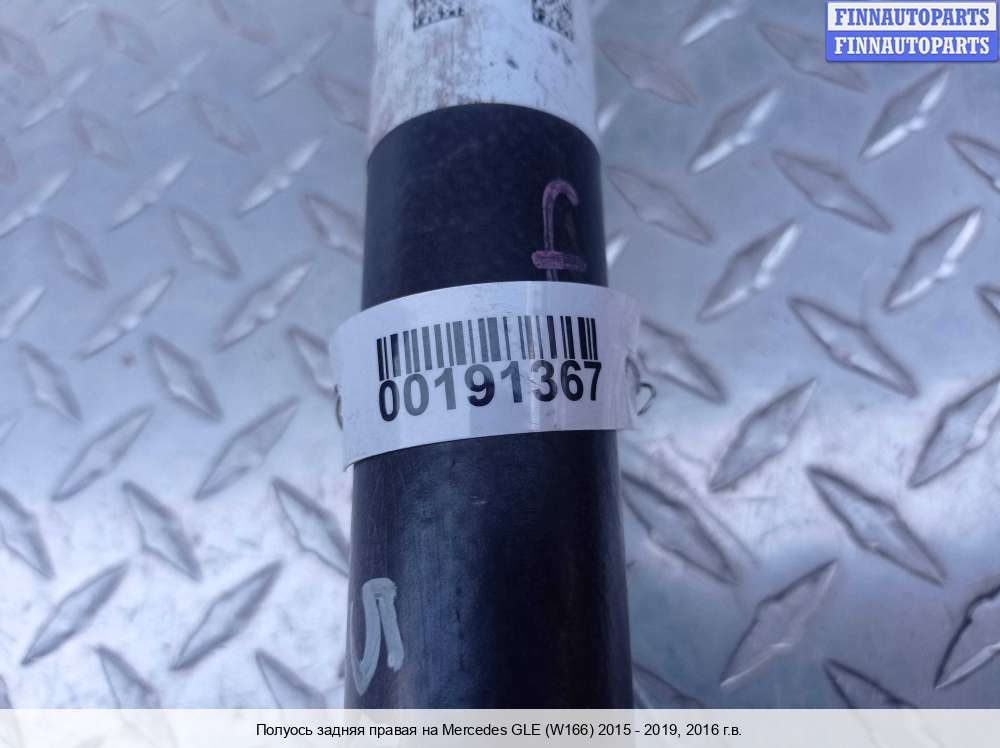 FINNAUTOPARTS
FINNAUTOPARTS
00191367
Полуось задняя правая на Mercedes GLE (W166) 2015 - 2019, 2016 г.в.